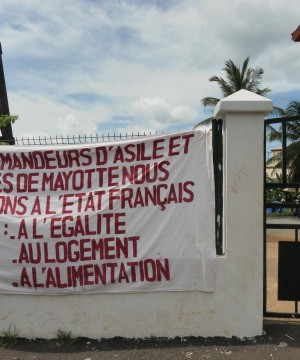 MANDEURS D'ASILE ET
ES DE MAYOTTE NOUS
ONS A L'ETAT FRANÇAIS
: . A L'EGALITE
. AU LOGEMENT
. A L'ALIMENTATION